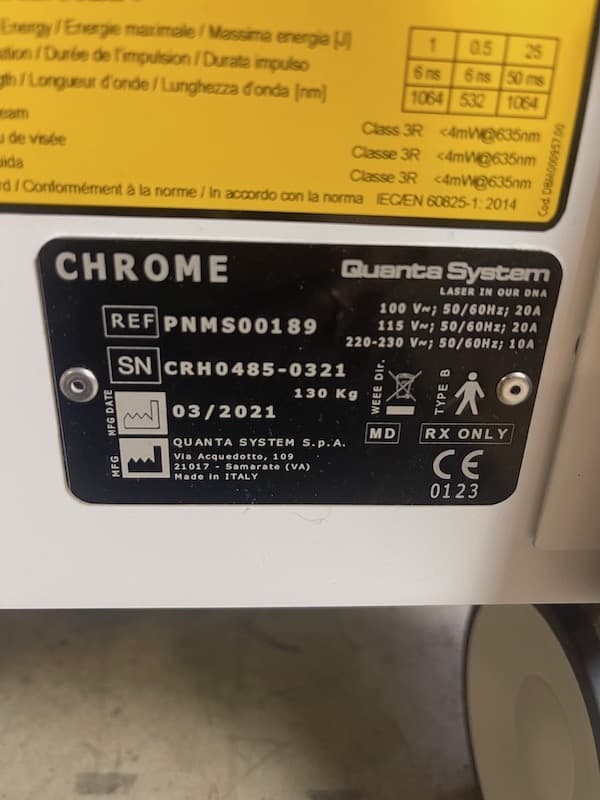 Energy / Energie maximale / Massima energia [J] 1 0.5 25
/ Durée de l'impulsion / Durata impulso 6 ns 6 ns 50 ms
/ Longueur d'onde / Lunghezza d'onda [nm] 1064 532 1064
Class 3R <4mW@635nm
de visée Classe 3R <4mW@635nm
Classe 3R <4mW@635nm
/ Conformément à la norme / In accordo con la norma IEC/EN 60825-1: 2014
CHROME
Quanta System
LASER IN OUR DNA
REF PNMS00189
100 V~; 50/60Hz; 20A
115 V~; 50/60Hz; 20A
220-230 V~; 50/60Hz; 10A
SN CRH0485-0321
130 Kg
MFG DATE 03/2021
WEEE Dir.
TYPE B
MD RX ONLY
MFG
QUANTA SYSTEM S.p.A.
Via Acquedotto, 109
21017 - Samarate (VA)
Made in ITALY
CE
0123